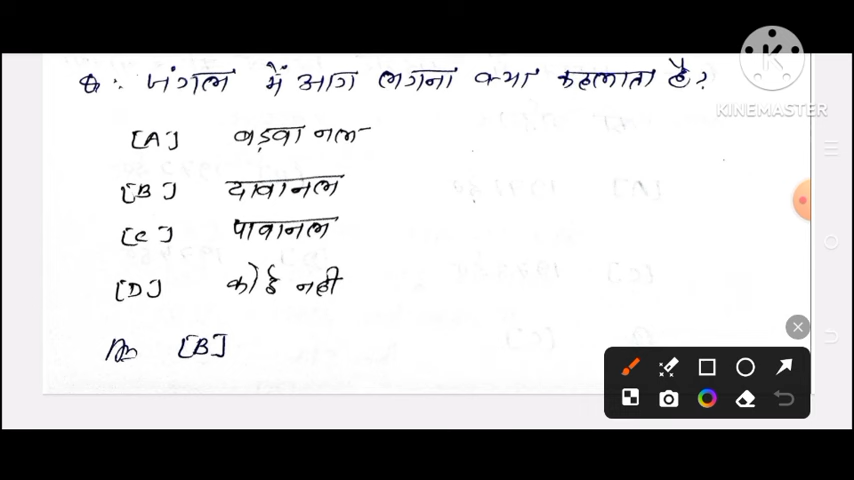 Q. जंगल में आग लगना क्या कहलाता है?
[A] बड़वानल
[B] दावानल
[C] पावानल
[D] कोई नही
Ans [B]
KINEMASTER